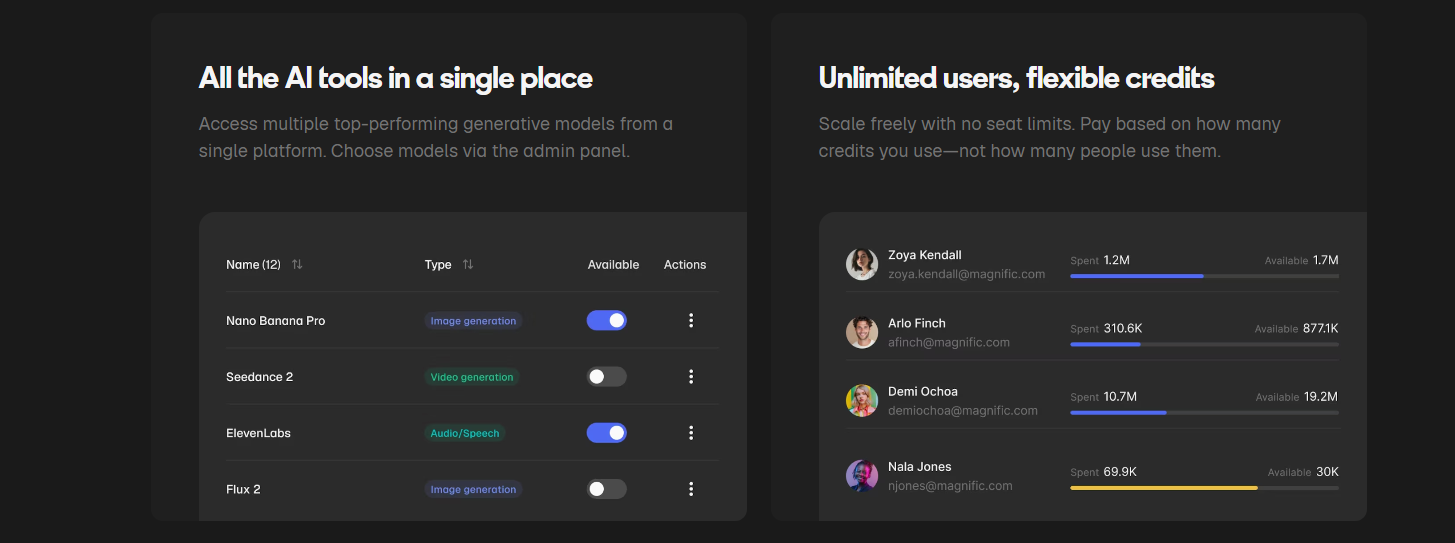 All the AI tools in a single place
Access multiple top-performing generative models from a
single platform. Choose models via the admin panel.
Name (12) Type Available Actions
Nano Banana Pro Image generation
Seedance 2 Video generation
ElevenLabs Audio/Speech
Flux 2 Image generation
Unlimited users, flexible credits
Scale freely with no seat limits. Pay based on how many
credits you use—not how many people use them.
Zoya Kendall
zoya.kendall@magnific.com
Spent 1.2M Available 1.7M
Arlo Finch
afinch@magnific.com
Spent 310.6K Available 877.1K
Demi Ochoa
demiochoa@magnific.com
Spent 10.7M Available 19.2M
Nala Jones
njones@magnific.com
Spent 69.9K Available 30K